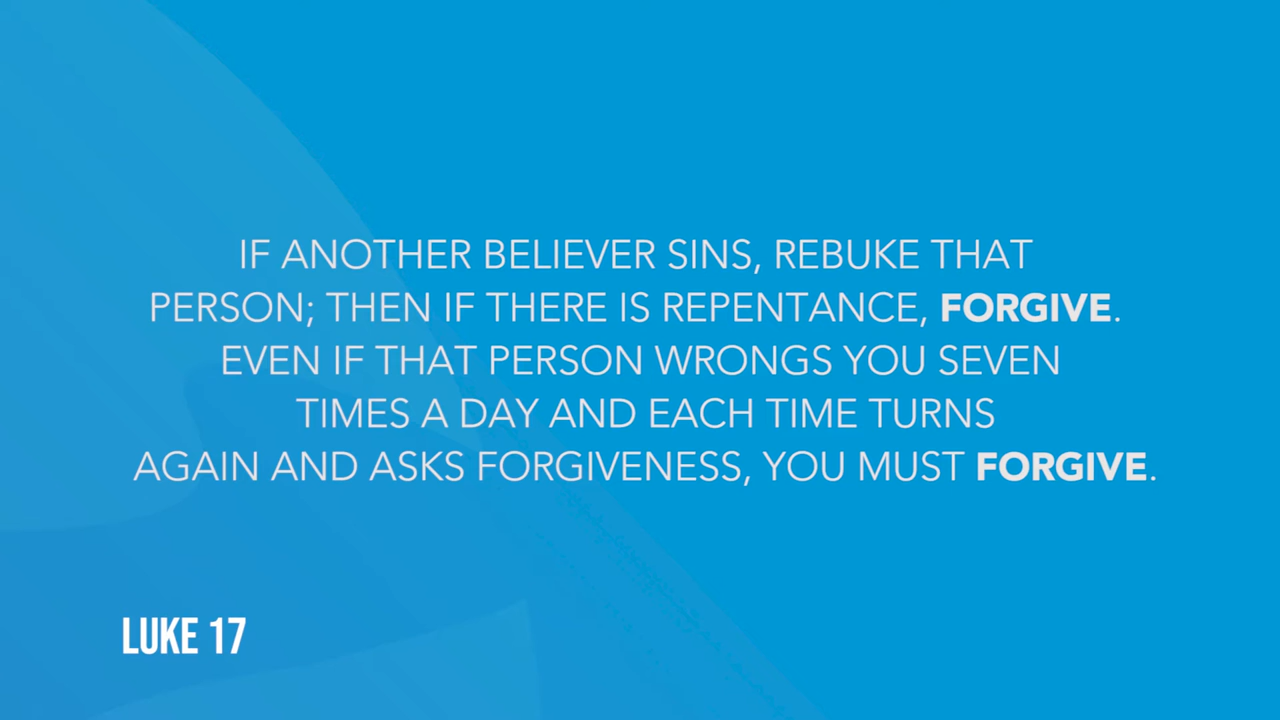 IF ANOTHER BELIEVER SINS, REBUKE THAT
PERSON; THEN IF THERE IS REPENTANCE, FORGIVE.
EVEN IF THAT PERSON WRONGS YOU SEVEN
TIMES A DAY AND EACH TIME TURNS
AGAIN AND ASKS FORGIVENESS, YOU MUST FORGIVE.
LUKE 17